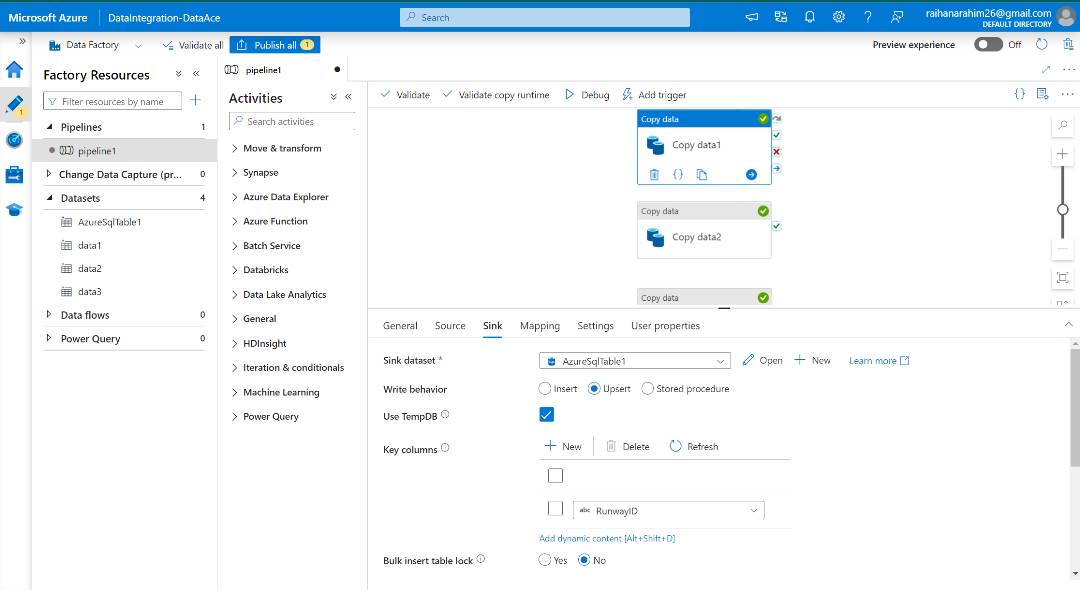 Microsoft Azure
DataIntegration-DataAce
Search
raihanarahim26@gmail.com
DEFAULT DIRECTORY
Data Factory
Validate all
Publish all 1
Preview experience
Off
Factory Resources
Filter resources by name
Pipelines 1
pipeline1
Change Data Capture (pr... 0
Datasets 4
AzureSqlTable1
data1
data2
data3
Data flows 0
Power Query 0
pipeline1
Activities
Search activities
Move & transform
Synapse
Azure Data Explorer
Azure Function
Batch Service
Databricks
Data Lake Analytics
General
HDInsight
Iteration & conditionals
Machine Learning
Power Query
Validate
Validate copy runtime
Debug
Add trigger
Copy data
Copy data1
Copy data
Copy data2
Copy data
General
Source
Sink
Mapping
Settings
User properties
Sink dataset *
AzureSqlTable1
Open
New
Learn more
Write behavior
Insert
Upsert
Stored procedure
Use TempDB
Key columns
New
Delete
Refresh
abc RunwayID
Add dynamic content [Alt+Shift+D]
Bulk insert table lock
Yes
No